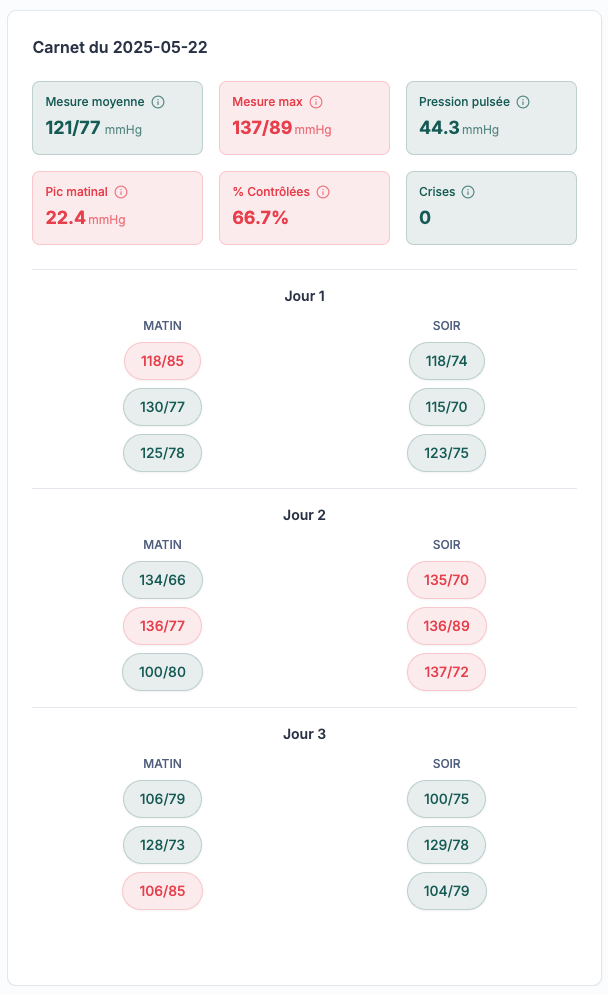 Carnet du 2025-05-22
Mesure moyenne
121/77 mmHg
Mesure max
137/89 mmHg
Pression pulsée
44.3 mmHg
Pic matinal
22.4 mmHg
% Contrôlées
66.7%
Crises
0
Jour 1
MATIN SOIR
118/85 118/74
130/77 115/70
125/78 123/75
Jour 2
MATIN SOIR
134/66 135/70
136/77 136/89
100/80 137/72
Jour 3
MATIN SOIR
106/79 100/75
128/73 129/78
106/85 104/79